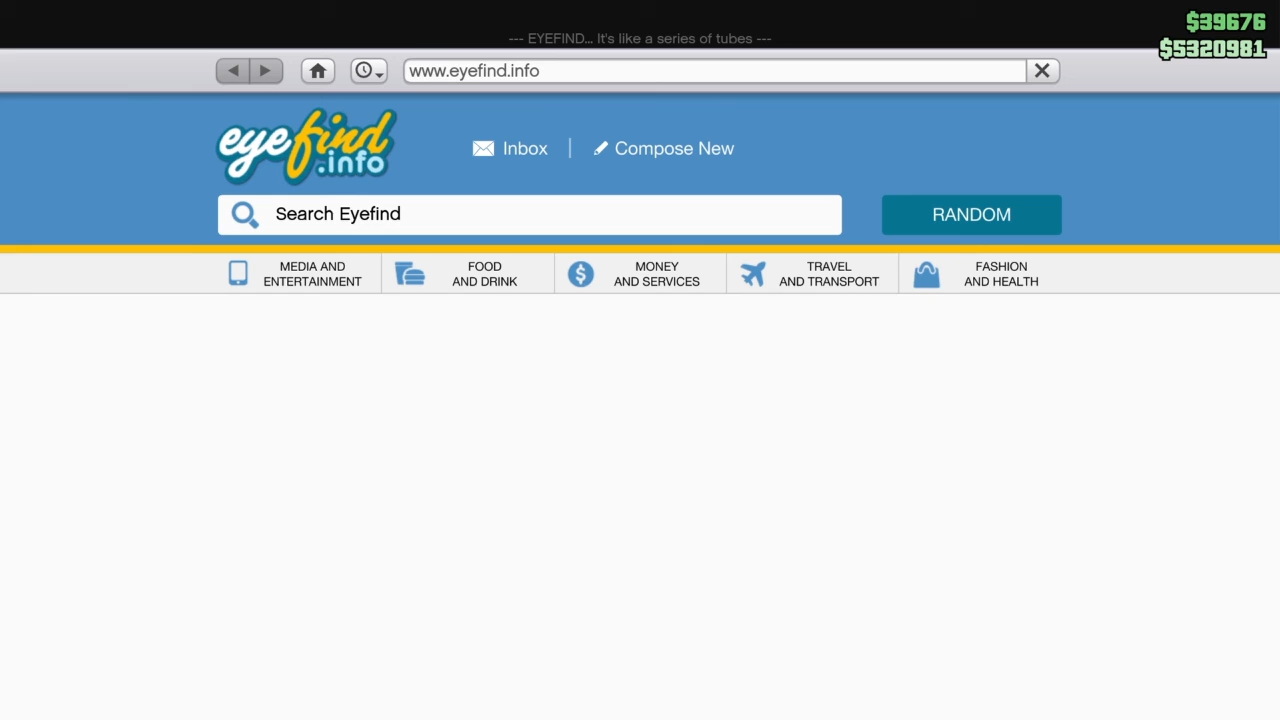 $39676
--- EYEFIND... It's like a series of tubes ---
$5320981
www.eyefind.info
eyefind
.info
Inbox
Compose New
Search Eyefind
RANDOM
MEDIA AND
ENTERTAINMENT
FOOD
AND DRINK
MONEY
AND SERVICES
TRAVEL
AND TRANSPORT
FASHION
AND HEALTH